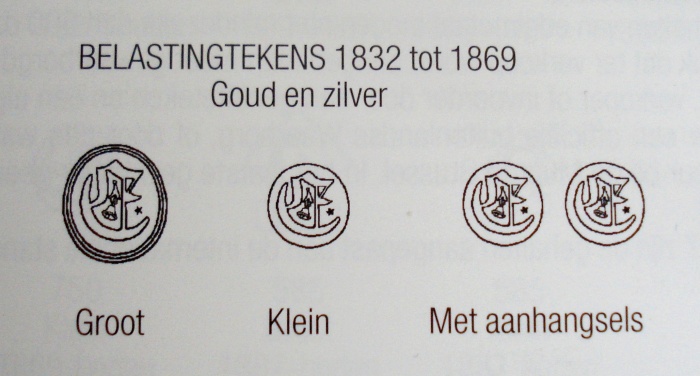 BELASTINGTEKENS 1832 tot 1869
Goud en zilver
Groot Klein Met aanhangsels